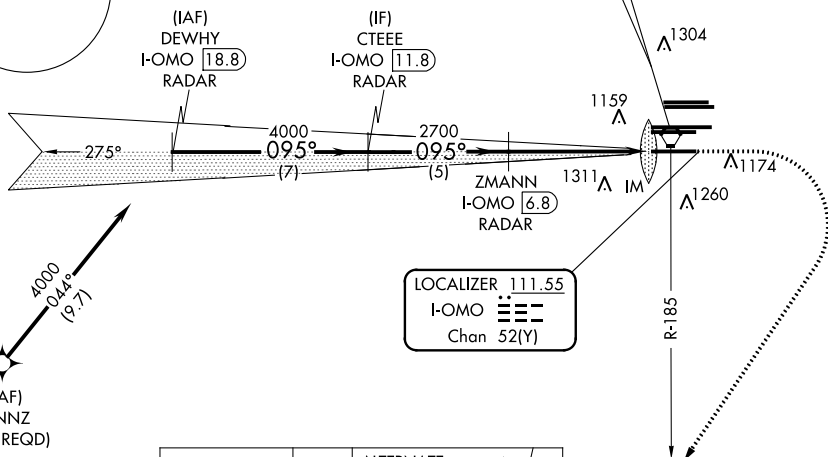 (IAF)
DEWHY
I-OMO 18.8
RADAR
(IF)
CTEEE
I-OMO 11.8
RADAR
1304
1159
4000
2700
275°
095°
095°
(7)
(5)
ZMANN
I-OMO 6.8
RADAR
1311
IM
1174
1260
4000
044°
(9.7)
LOCALIZER 111.55
I-OMO
Chan 52(Y)
R-185
AF)
NNZ
REQD)
ALTERNATE